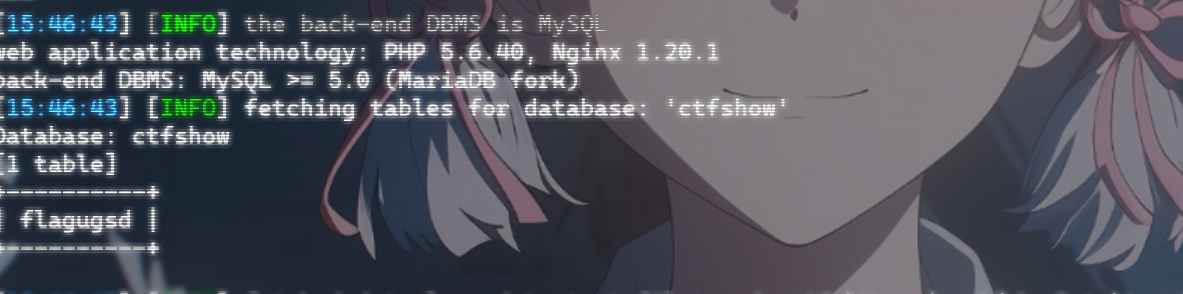 [15:46:43] [INFO] the back-end DBMS is MySQL
web application technology: PHP 5.6.40, Nginx 1.20.1
back-end DBMS: MySQL >= 5.0 (MariaDB fork)
[15:46:43] [INFO] fetching tables for database: 'ctfshow'
Database: ctfshow
[1 table]
+----------+
| flagugsd |
+----------+